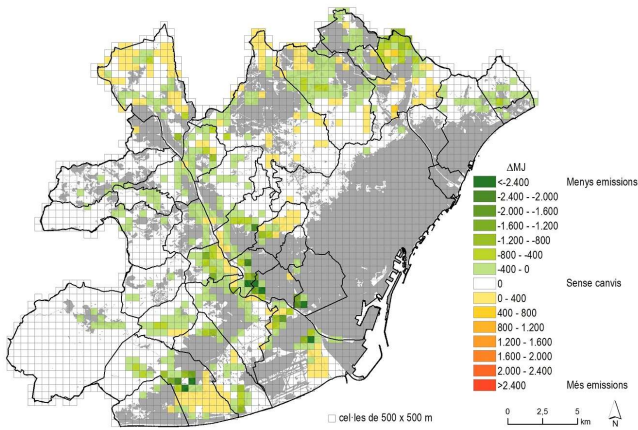 ΔMJ
<-2.400 Menys emissions
-2.400 - -2.000
-2.000 - -1.600
-1.600 - -1.200
-1.200 - -800
-800 - -400
-400 - 0
0 Sense canvis
0 - 400
400 - 800
800 - 1.200
1.200 - 1.600
1.600 - 2.000
2.000 - 2.400
>2.400 Més emissions
cel·les de 500 x 500 m
0 2,5 5
km
N